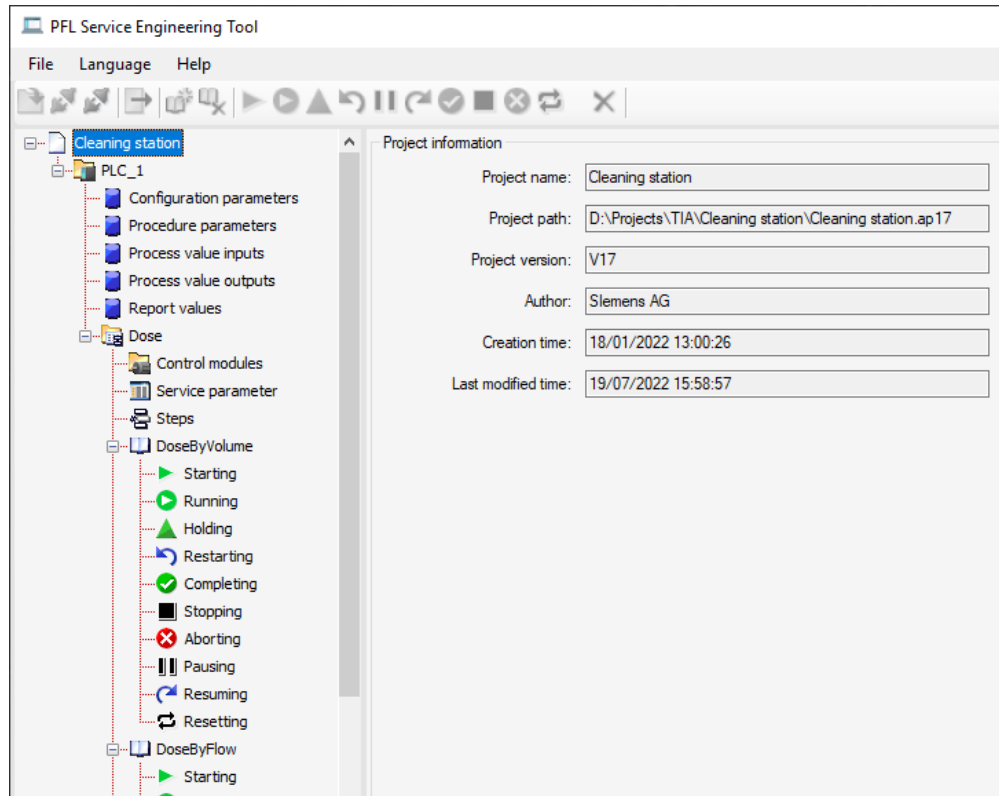 PFL Service Engineering Tool
File Language Help
Cleaning station
PLC_1
Configuration parameters
Procedure parameters
Process value inputs
Process value outputs
Report values
Dose
Control modules
Service parameter
Steps
DoseByVolume
Starting
Running
Holding
Restarting
Completing
Stopping
Aborting
Pausing
Resuming
Resetting
DoseByFlow
Starting
Project information
Project name: Cleaning station
Project path: D:\Projects\TIA\Cleaning station\Cleaning station.ap17
Project version: V17
Author: Slemens AG
Creation time: 18/01/2022 13:00:26
Last modified time: 19/07/2022 15:58:57